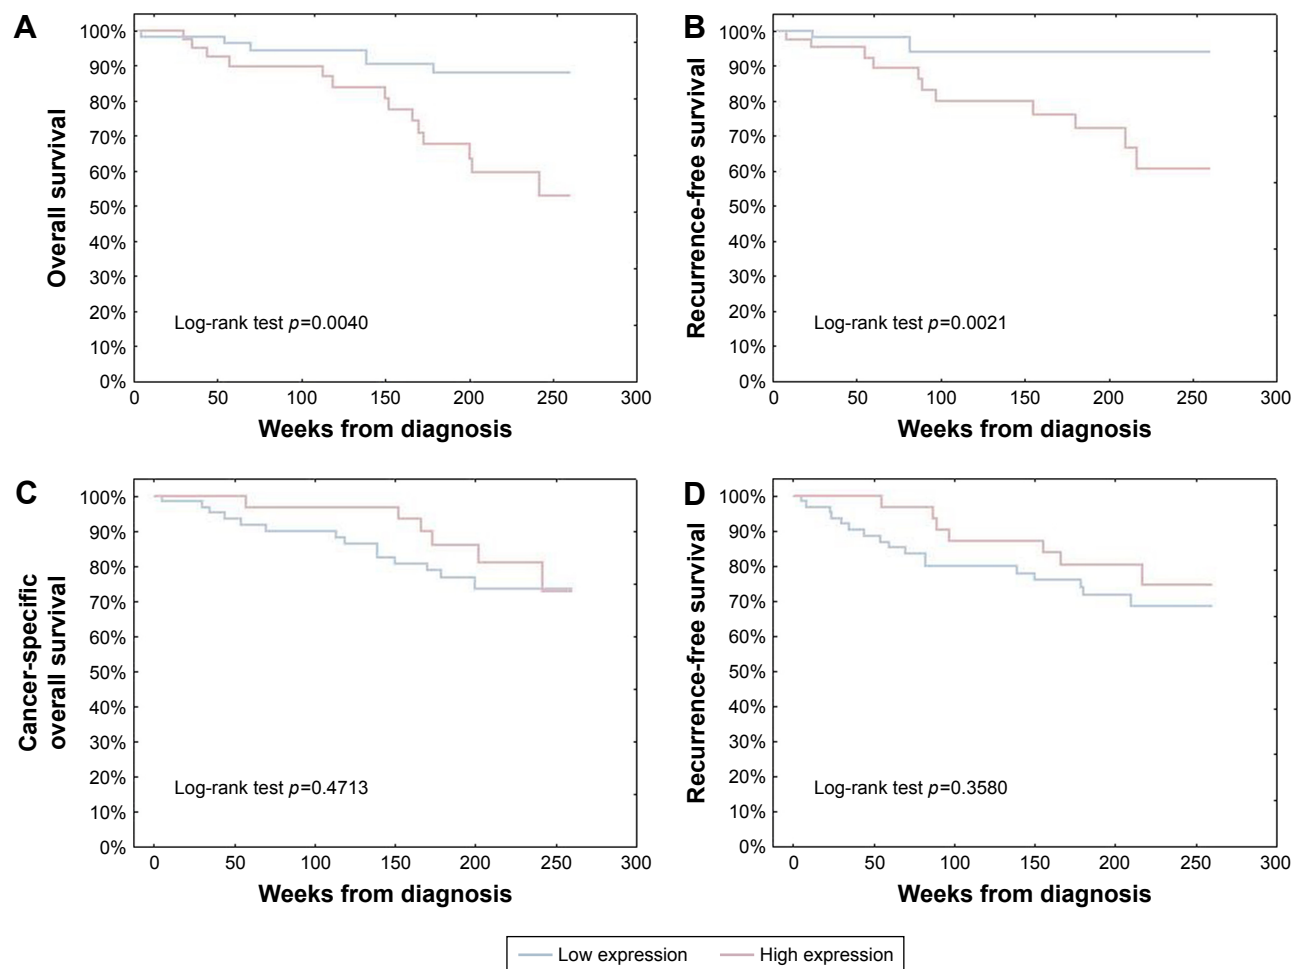 A
100%
90%
80%
70%
60%
50%
40%
30%
20%
10%
0%
Overall survival
Log-rank test p=0.0040
0 50 100 150 200 250 300
Weeks from diagnosis
B
100%
90%
80%
70%
60%
50%
40%
30%
20%
10%
0%
Recurrence-free survival
Log-rank test p=0.0021
0 50 100 150 200 250 300
Weeks from diagnosis
C
100%
90%
80%
70%
60%
50%
40%
30%
20%
10%
0%
Cancer-specific
overall survival
Log-rank test p=0.4713
0 50 100 150 200 250 300
Weeks from diagnosis
D
100%
90%
80%
70%
60%
50%
40%
30%
20%
10%
0%
Recurrence-free survival
Log-rank test p=0.3580
0 50 100 150 200 250 300
Weeks from diagnosis
Low expression High expression